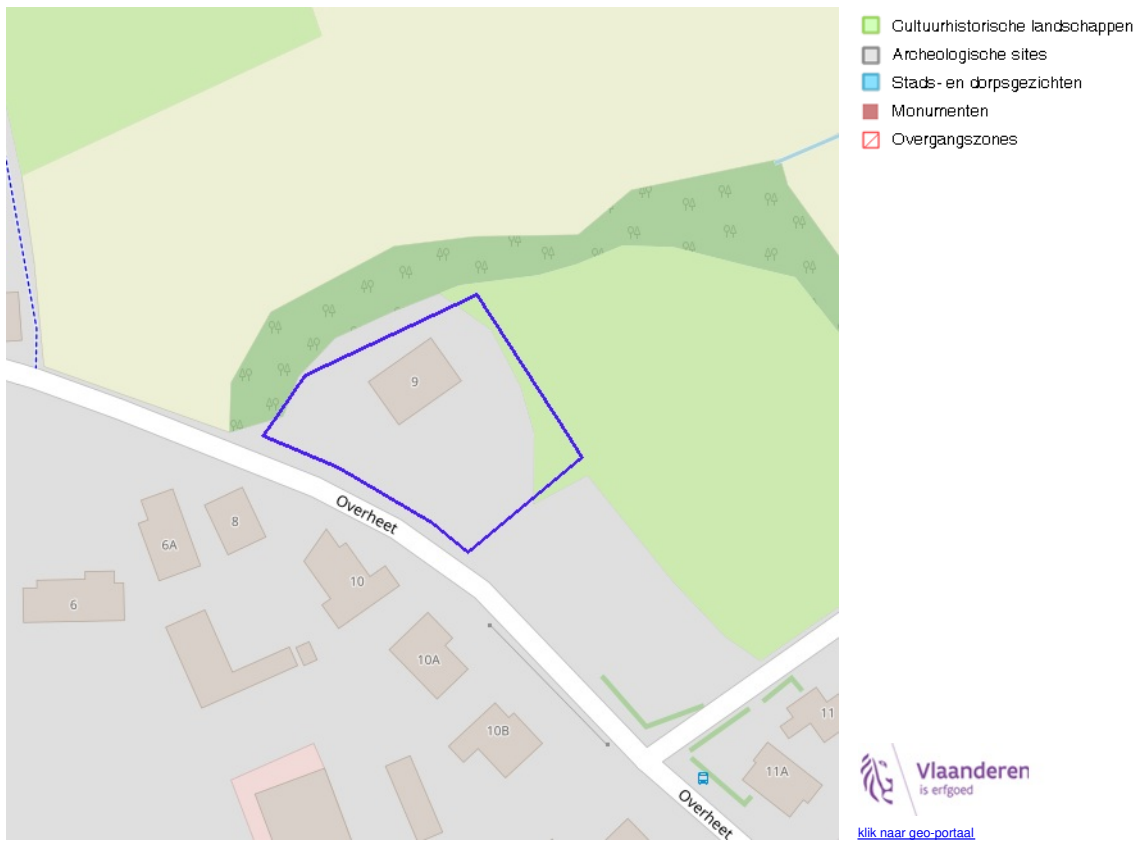 Cultuurhistorische landschappen
Archeologische sites
Stads- en dorpsgezichten
Monumenten
Overgangszones
9
Overheet
8
6A
6
10
10A
10B
11
11A
Overheet
Vlaanderen
is erfgoed
klik naar geo-portaal